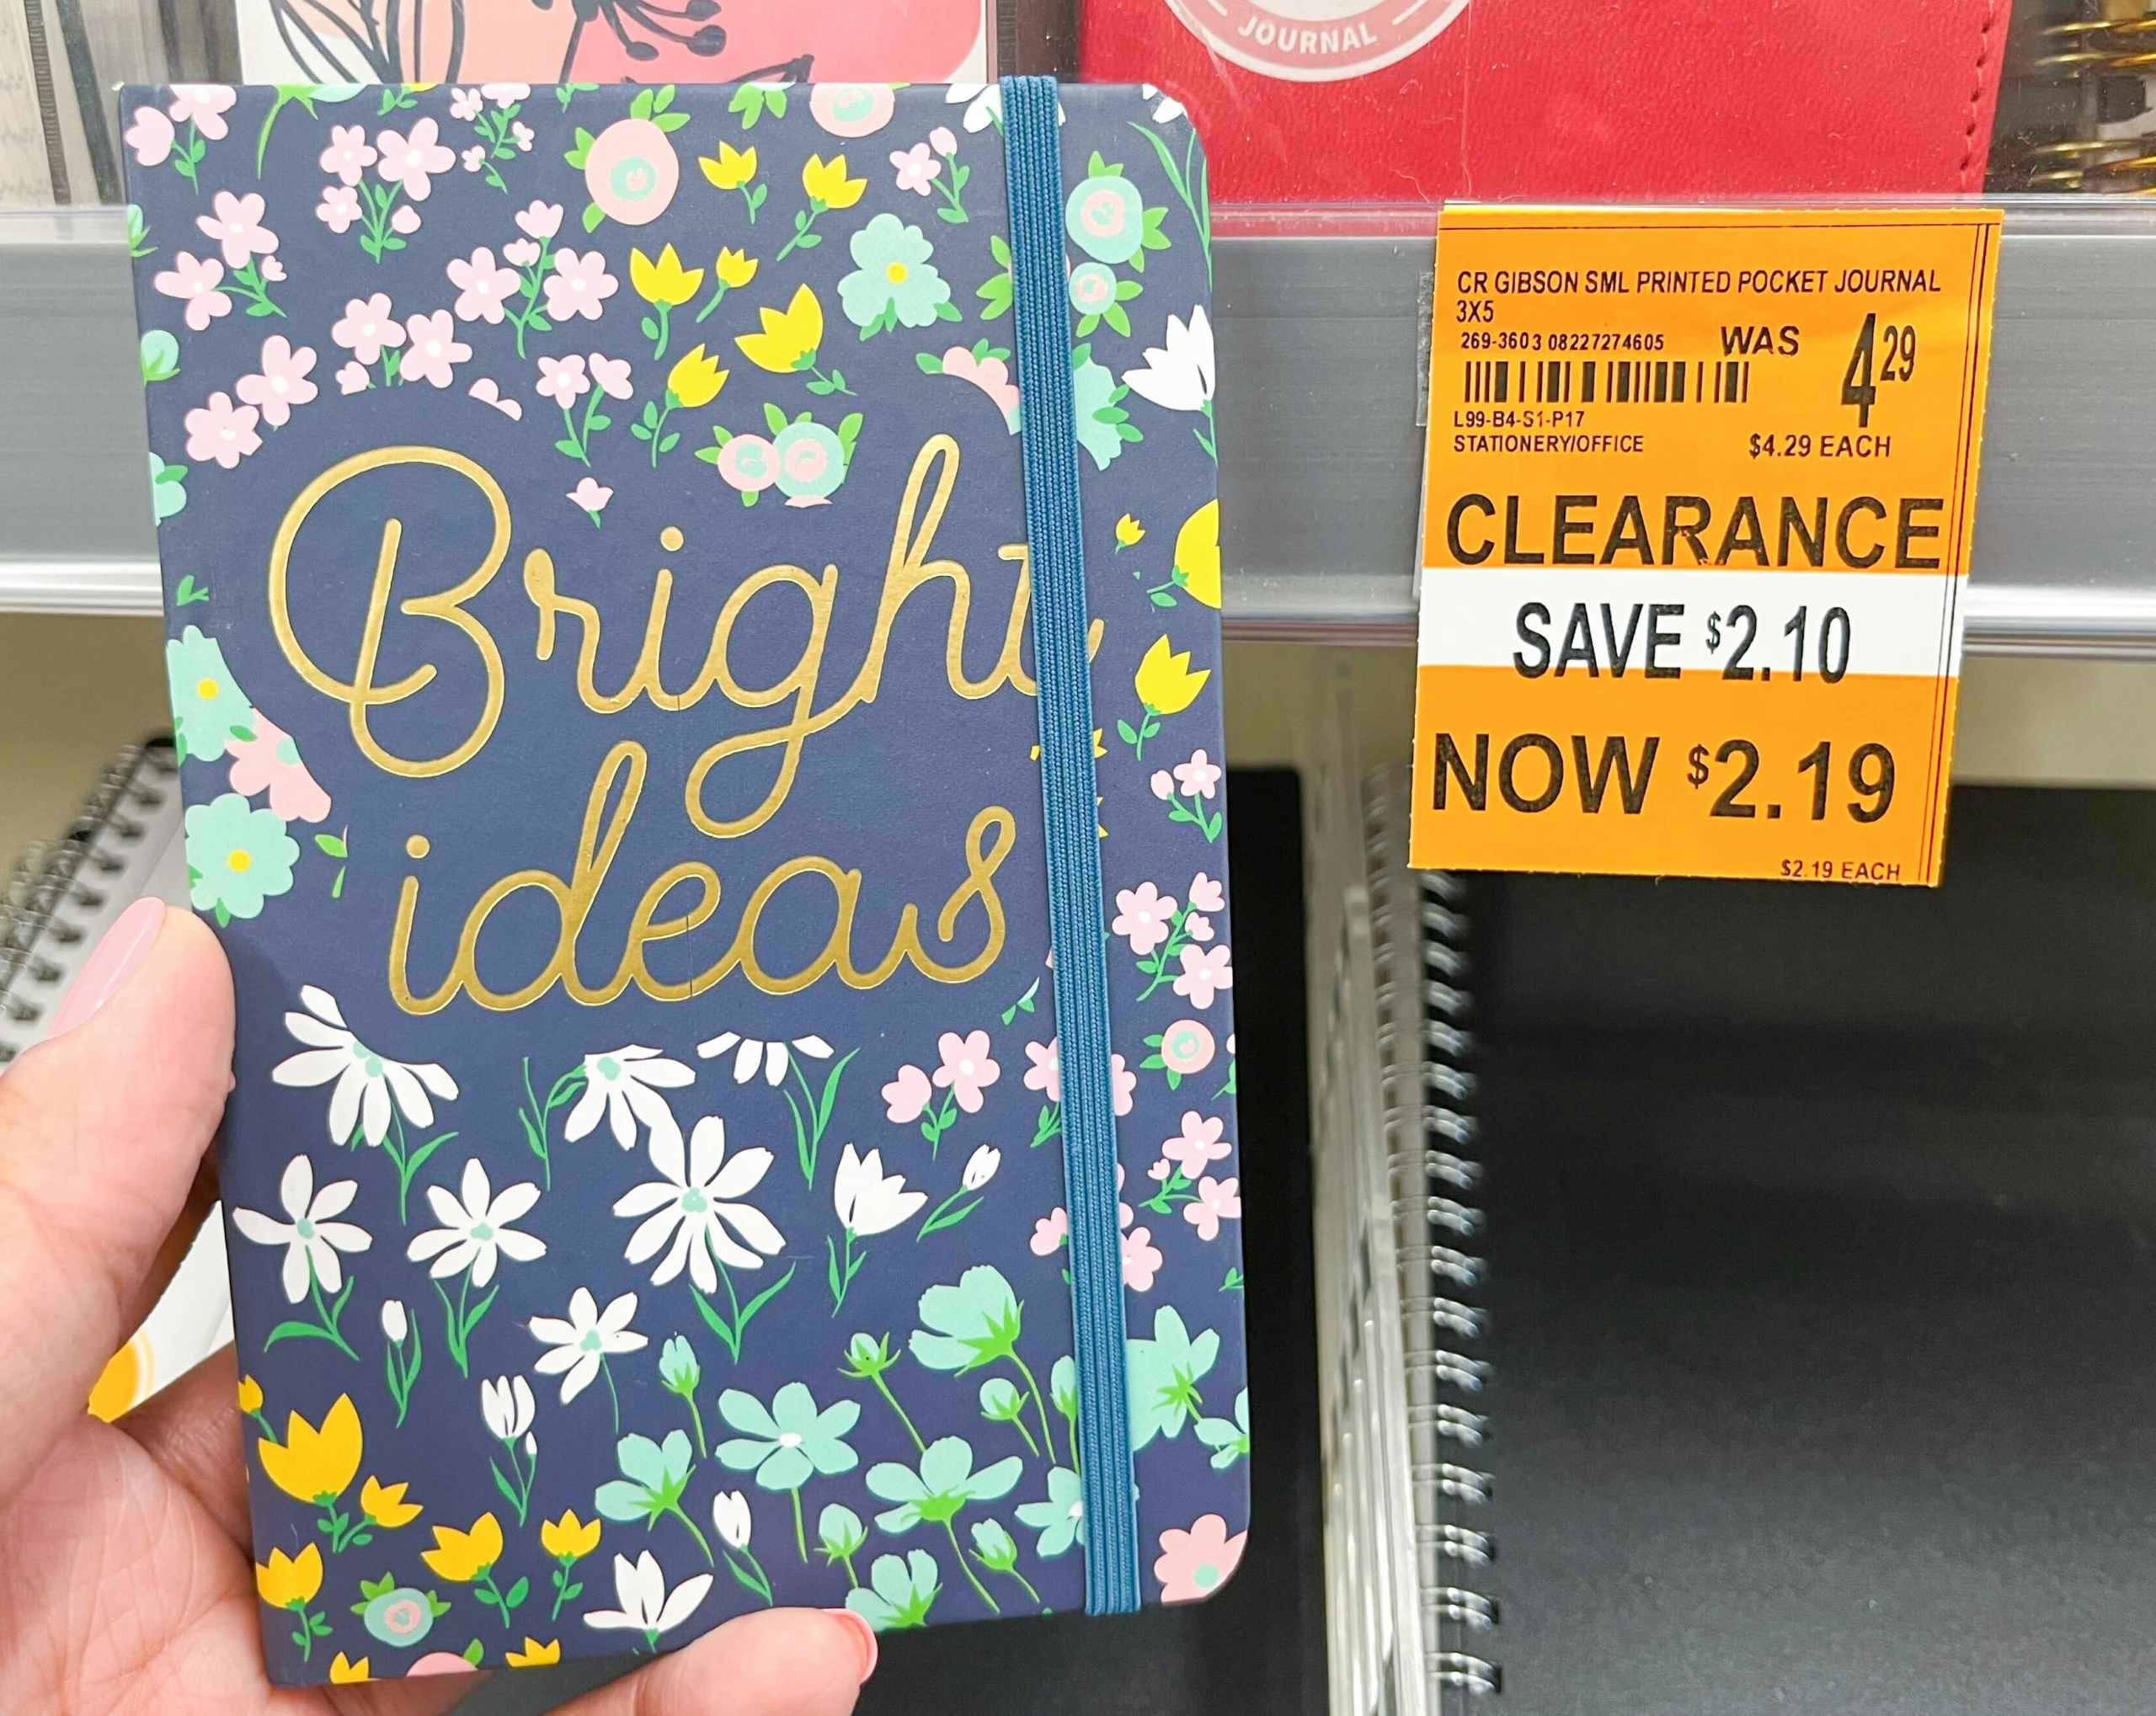 JOURNAL
Bright
ideas
CR GIBSON SML PRINTED POCKET JOURNAL
3X5
269-3603 08227274605
WAS 4 29
L99-B4-S1-P17
STATIONERY/OFFICE $4.29 EACH
CLEARANCE
SAVE $2.10
NOW $2.19
$2.19 EACH